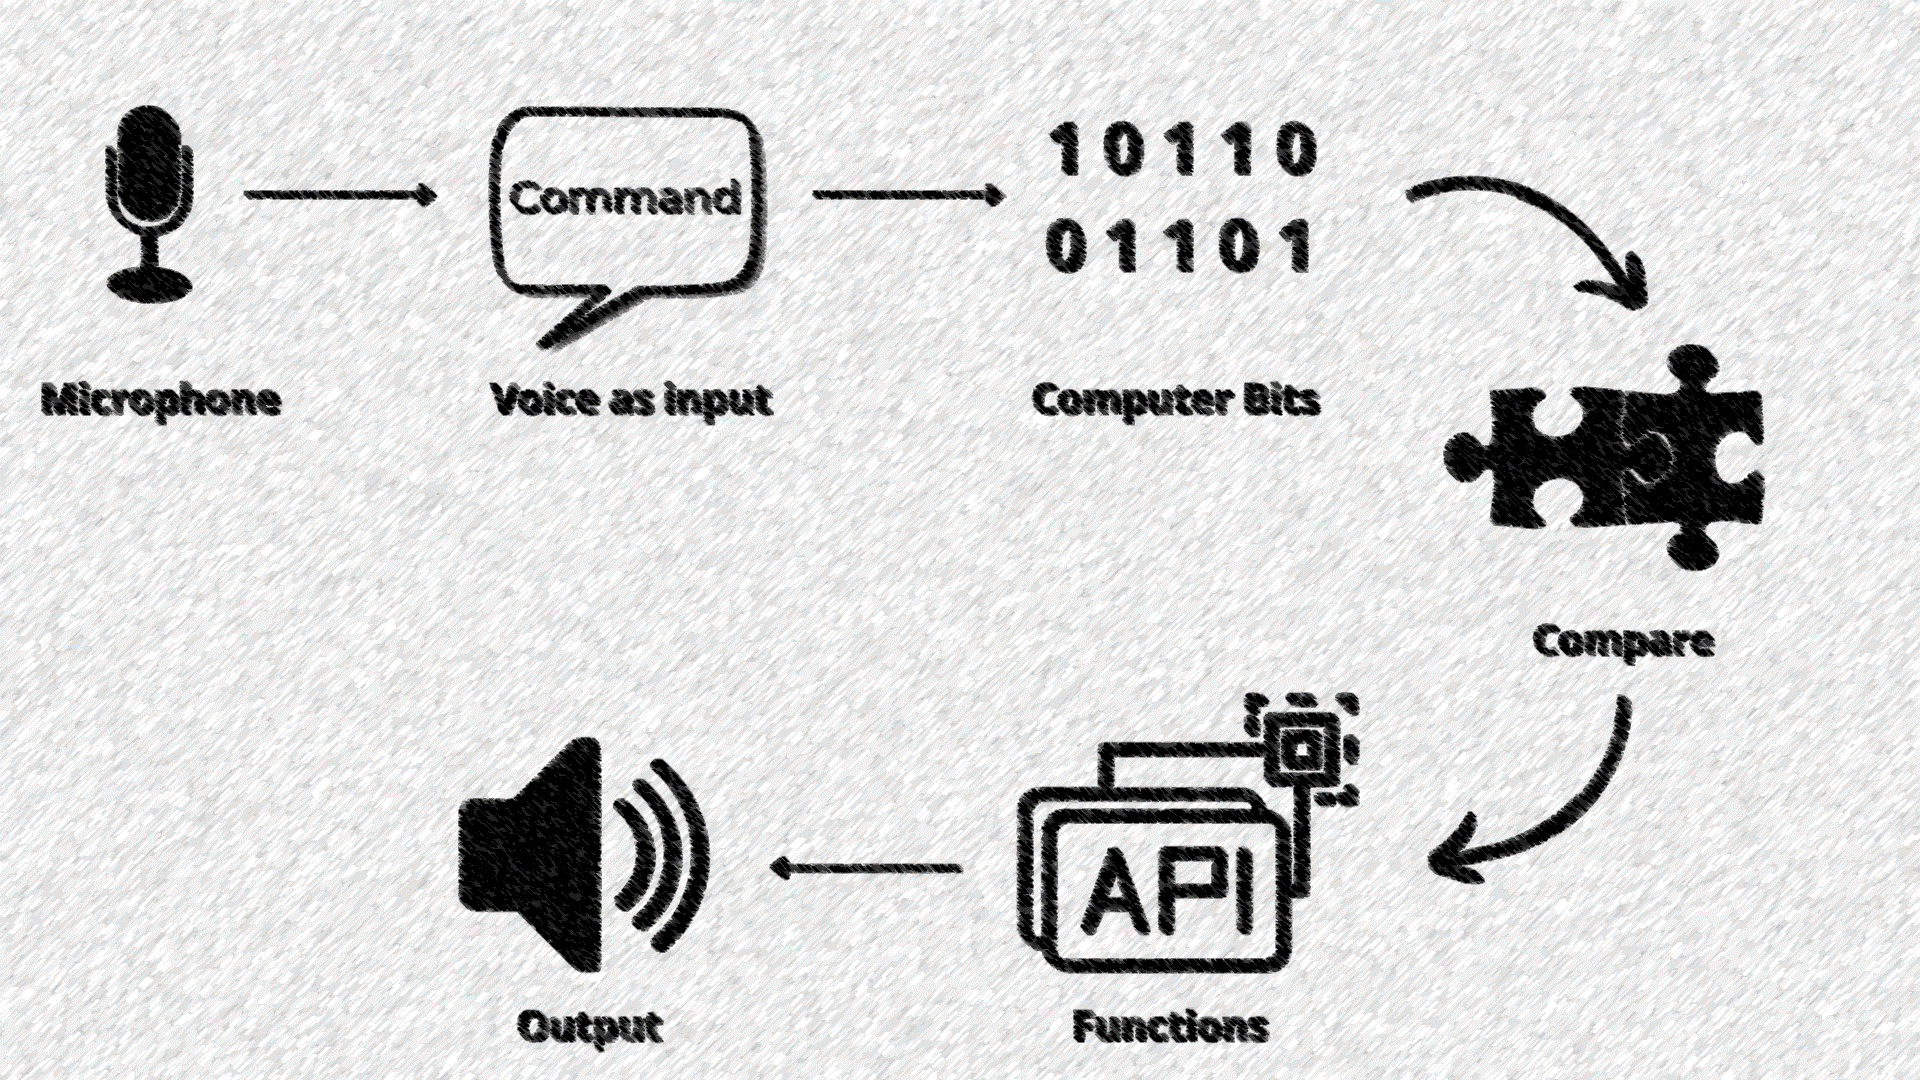 Command
10110
01101
Microphone
Voice as input
Computer Bits
Compare
API
Output
Functions